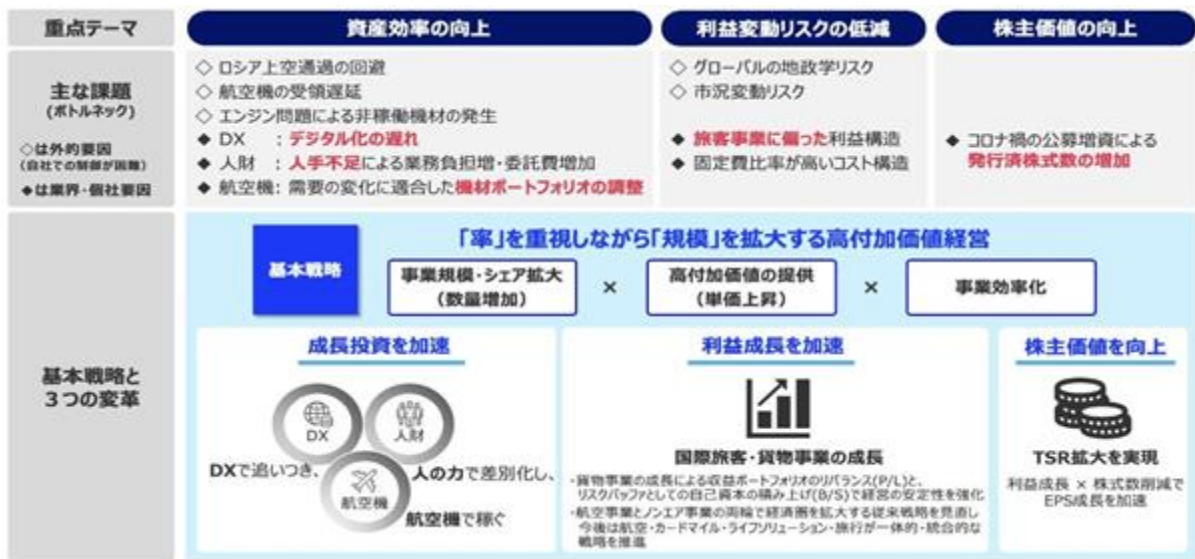 重点テーマ
資産効率の向上
利益変動リスクの低減
株主価値の向上
主な課題
(ボトルネック)
◇は外的要因
(自社での制御が困難)
◆は業界・個社要因
◇ ロシア上空通過の回避
◇ 航空機の受領遅延
◇ エンジン問題による非稼働機材の発生
◆ DX : デジタル化の遅れ
◆ 人財 : 人手不足による業務負担増・委託費増加
◆ 航空機: 需要の変化に適合した機材ポートフォリオの調整
◇ グローバルの地政学リスク
◇ 市況変動リスク
◆ 旅客事業に偏った利益構造
◆ 固定費比率が高いコスト構造
◆ コロナ禍の公募増資による
発行済株式数の増加
基本戦略と
3つの変革
「率」を重視しながら「規模」を拡大する高付加価値経営
基本戦略
事業規模・シェア拡大
(数量増加)
×
高付加価値の提供
(単価上昇)
×
事業効率化
成長投資を加速
DX
人財
航空機
DXで追いつき、
人の力で差別化し、
航空機で稼ぐ
利益成長を加速
国際旅客・貨物事業の成長
・貨物事業の成長による収益ポートフォリオのリバランス(P/L)と、
リスクバッファとしての自己資本の積み上げ(B/S)で経営の安定性を強化
・航空事業とノンエア事業の両輪で経済圏を拡大する従来戦略を見直し
今後は航空・カードマイル・ライフソリューション・旅行が一体的・統合的な
戦略を推進
株主価値を向上
TSR拡大を実現
利益成長 × 株式数削減で
EPS成長を加速